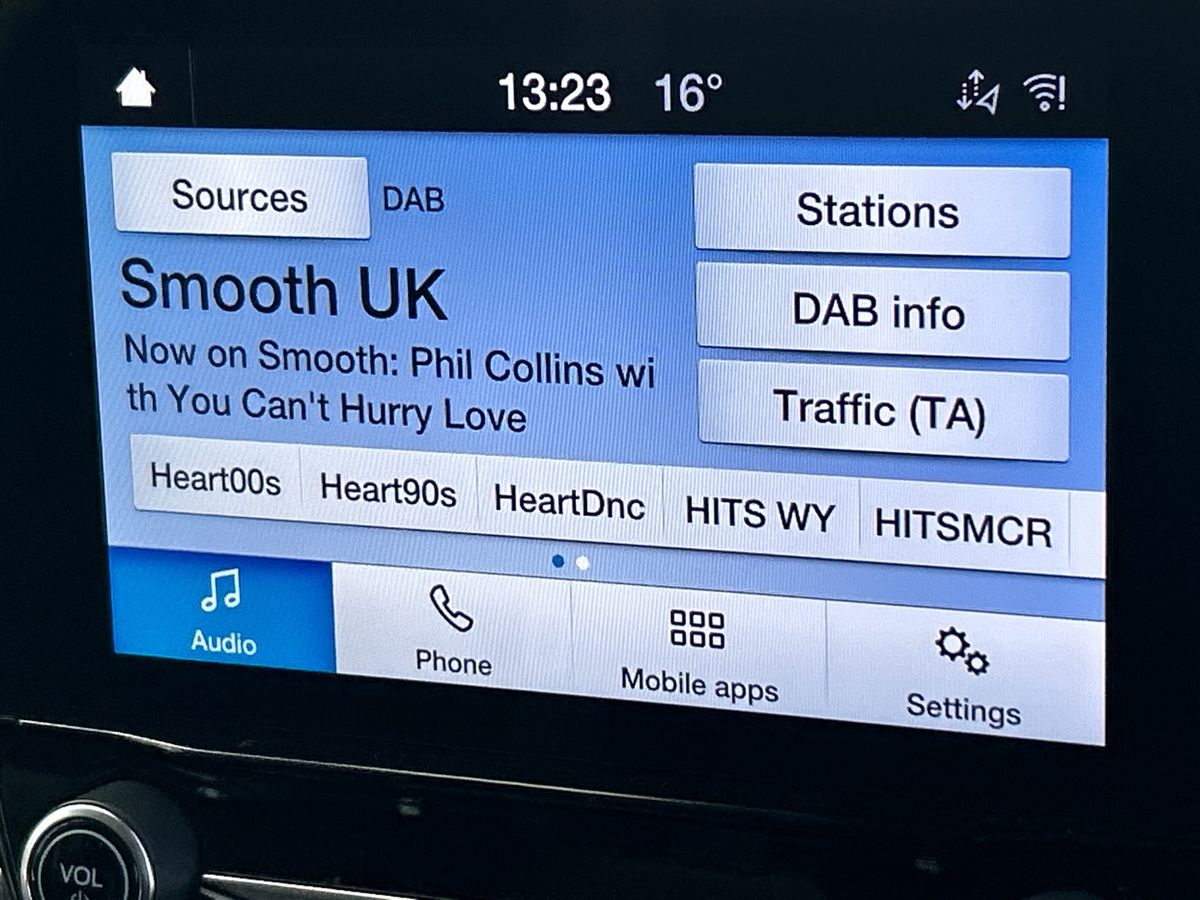 13:23 16°
Sources DAB Stations
Smooth UK
DAB info
Now on Smooth: Phil Collins wi
th You Can't Hurry Love
Traffic (TA)
Heart00s Heart90s HeartDnc HITS WY HITSMCR
Audio Phone Mobile apps Settings
VOL